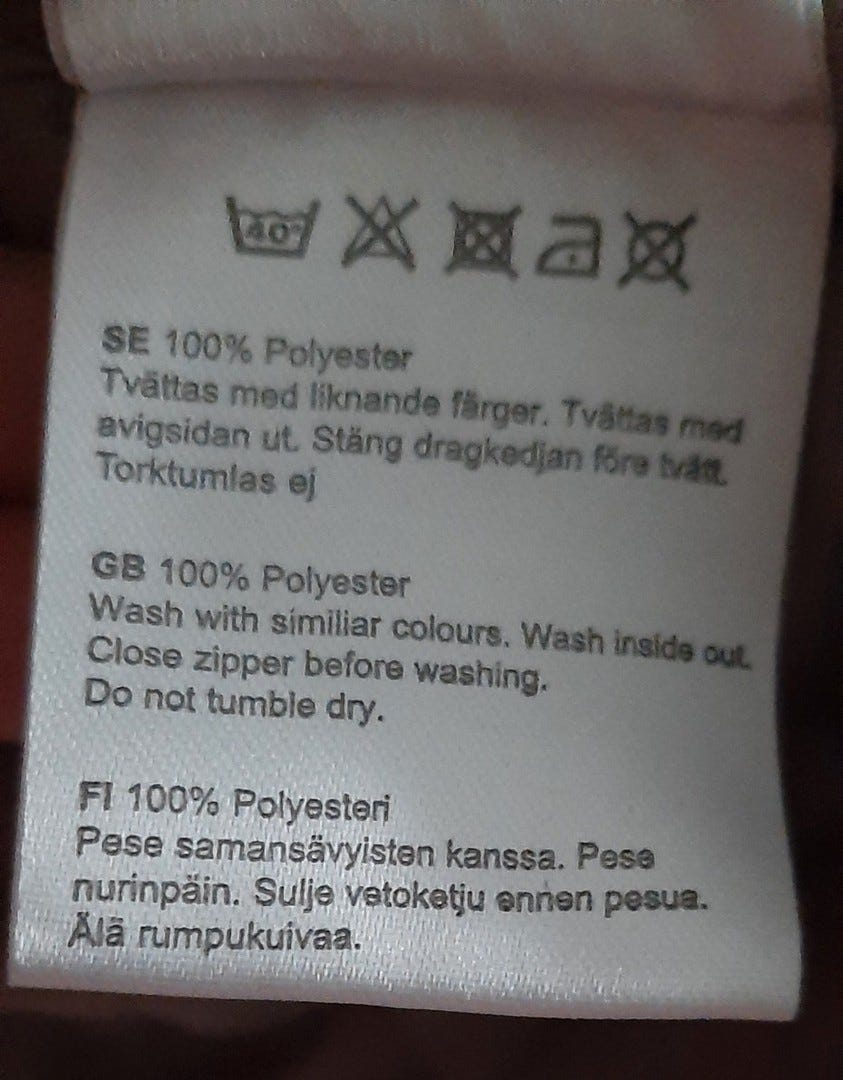 40°
SE 100% Polyester
Tvättas med liknande färger. Tvättas med
avigsidan ut. Stäng dragkedjan före tvätt.
Torktumlas ej
GB 100% Polyester
Wash with similiar colours. Wash inside out.
Close zipper before washing.
Do not tumble dry.
FI 100% Polyesteri
Pese samansävyisten kanssa. Pese
nurinpäin. Sulje vetoketju ennen pesua.
Älä rumpukuivaa.